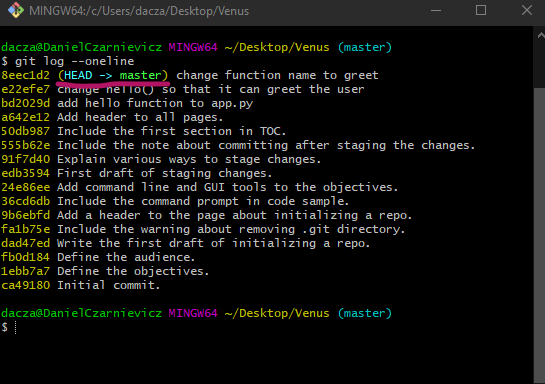 MINGW64:/c/Users/dacza/Desktop/Venus
dacza@DanielCzarnievicz MINGW64 ~/Desktop/Venus (master)
$ git log --oneline
8eec1d2 (HEAD -> master) change function name to greet
e22efe7 change hello() so that it can greet the user
bd2029d add hello function to app.py
a642e12 Add header to all pages.
50db987 Include the first section in TOC.
555b62e Include the note about committing after staging the changes.
91f7d40 Explain various ways to stage changes.
edb3594 First draft of staging changes.
24e86ee Add command line and GUI tools to the objectives.
36cd6db Include the command prompt in code sample.
9b6ebfd Add a header to the page about initializing a repo.
fa1b75e Include the warning about removing .git directory.
dad47ed Write the first draft of initializing a repo.
fb0d184 Define the audience.
1ebb7a7 Define the objectives.
ca49180 Initial commit.
dacza@DanielCzarnievicz MINGW64 ~/Desktop/Venus (master)
$